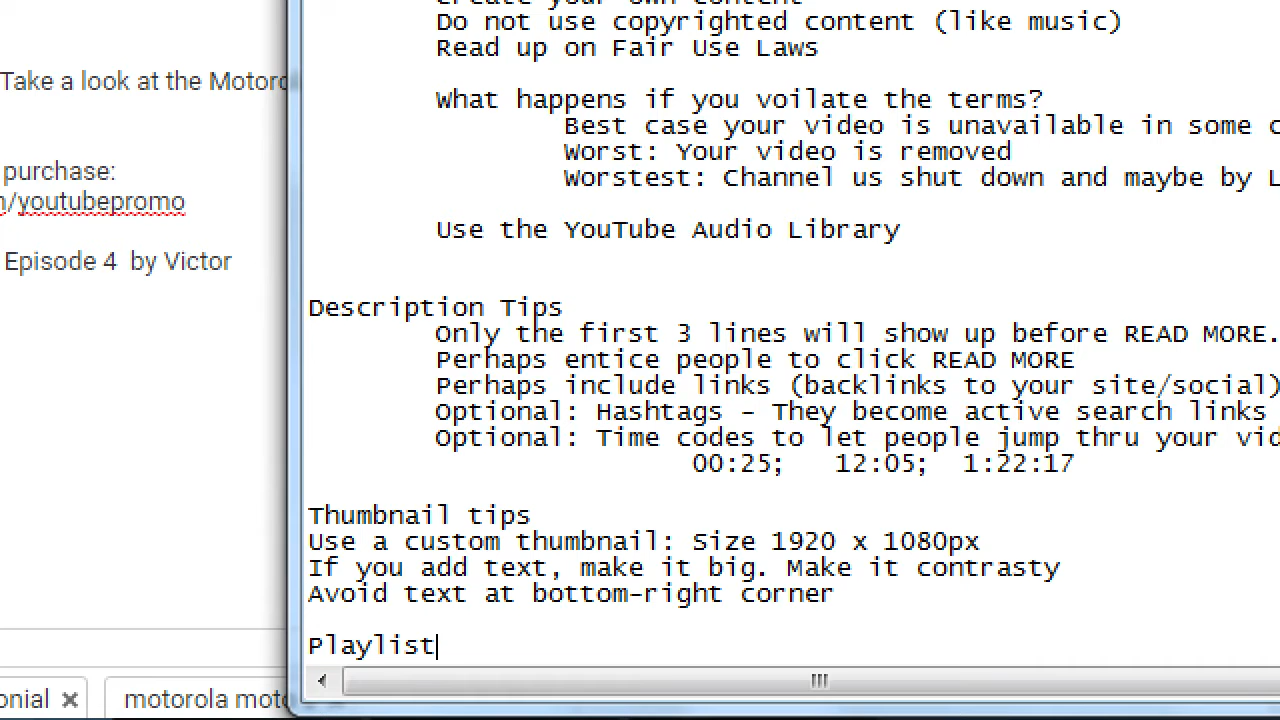 Create your own content
Do not use copyrighted content (like music)
Read up on Fair Use Laws
Take a look at the Motoro
What happens if you voilate the terms?
Best case your video is unavailable in some c
Worst: Your video is removed
Worstest: Channel us shut down and maybe by L
purchase:
/youtubepromo
Use the YouTube Audio Library
Episode 4 by Victor
Description Tips
Only the first 3 lines will show up before READ MORE.
Perhaps entice people to click READ MORE
Perhaps include links (backlinks to your site/social)
Optional: Hashtags - They become active search links
Optional: Time codes to let people jump thru your vid
00:25; 12:05; 1:22:17
Thumbnail tips
Use a custom thumbnail: Size 1920 x 1080px
If you add text, make it big. Make it contrasty
Avoid text at bottom-right corner
Playlist
onial
motorola moto